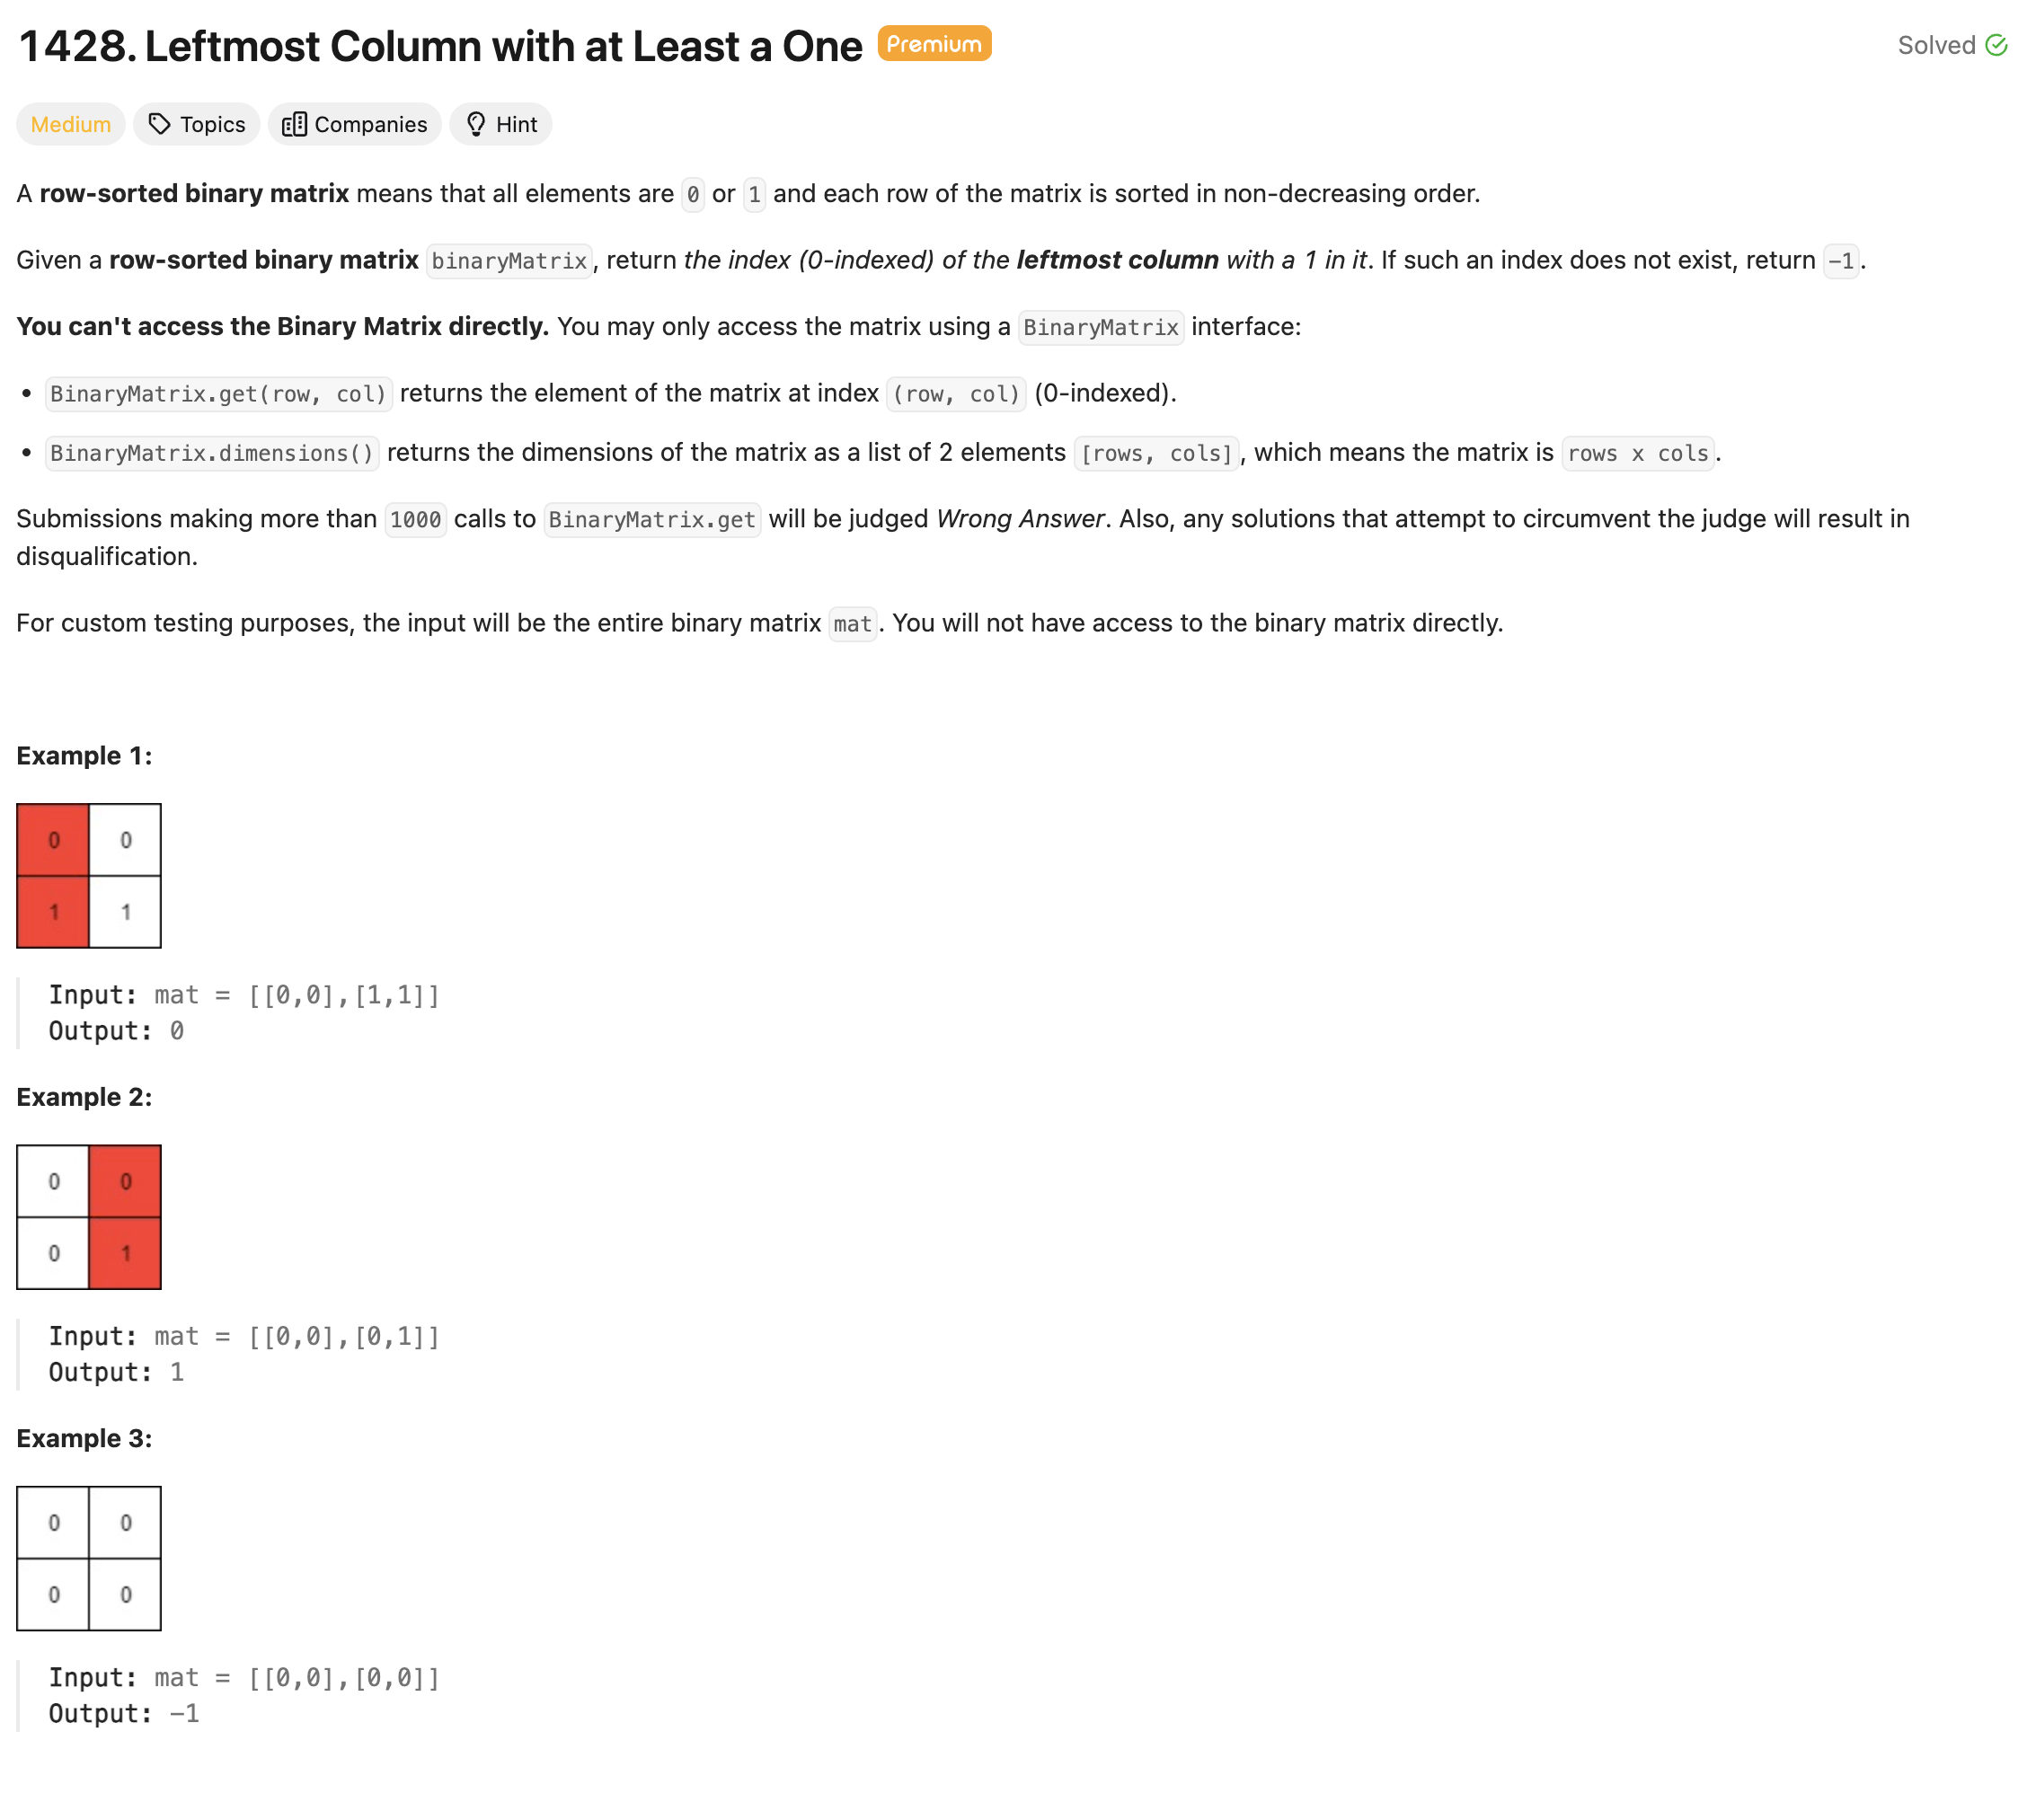 1428. Leftmost Column with at Least a One Premium Solved
Medium Topics Companies Hint
A row-sorted binary matrix means that all elements are 0 or 1 and each row of the matrix is sorted in non-decreasing order.
Given a row-sorted binary matrix binaryMatrix, return the index (0-indexed) of the leftmost column with a 1 in it. If such an index does not exist, return -1.
You can't access the Binary Matrix directly. You may only access the matrix using a BinaryMatrix interface:
• BinaryMatrix.get(row, col) returns the element of the matrix at index (row, col) (0-indexed).
• BinaryMatrix.dimensions() returns the dimensions of the matrix as a list of 2 elements [rows, cols], which means the matrix is rows x cols.
Submissions making more than 1000 calls to BinaryMatrix.get will be judged Wrong Answer. Also, any solutions that attempt to circumvent the judge will result in
disqualification.
For custom testing purposes, the input will be the entire binary matrix mat. You will not have access to the binary matrix directly.
Example 1:
0 0
1 1
Input: mat = [[0,0],[1,1]]
Output: 0
Example 2:
0 0
0 1
Input: mat = [[0,0],[0,1]]
Output: 1
Example 3:
0 0
0 0
Input: mat = [[0,0],[0,0]]
Output: -1